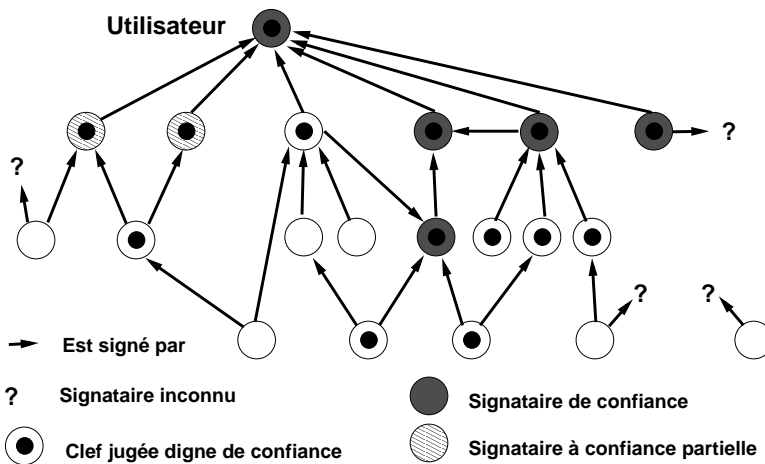 Utilisateur
?
?
?
?
Est signé par
? Signataire inconnu
Signataire de confiance
Clef jugée digne de confiance
Signataire à confiance partielle